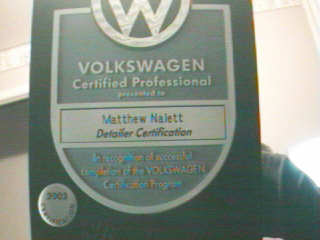 VOLKSWAGEN
Certified Professional
presented to
Matthew Nalett
Detailer Certification
In recognition of successful
completion of the VOLKSWAGEN
Certification Program
2003
CERTIFICATION